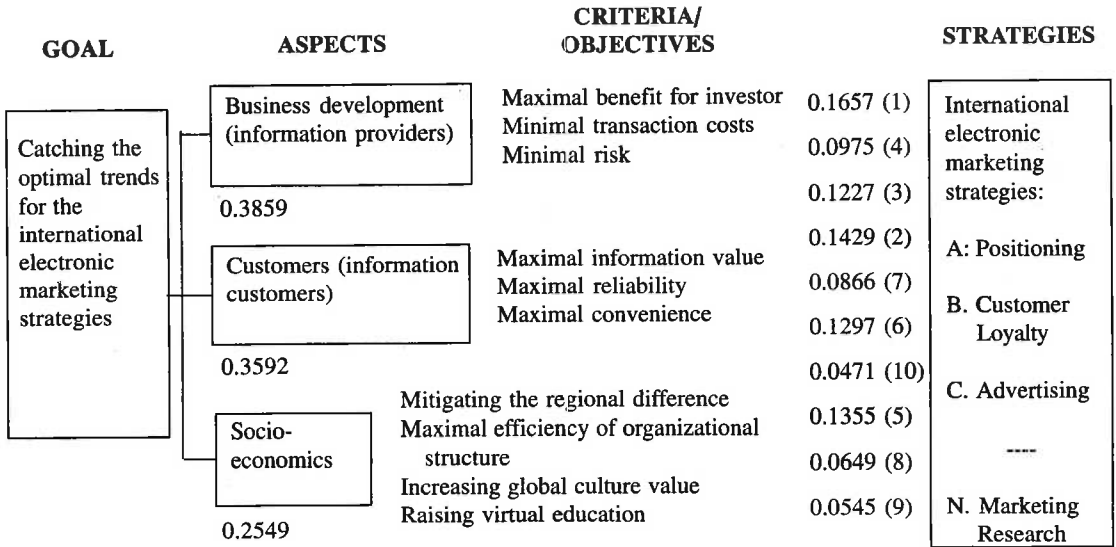 GOAL
ASPECTS
CRITERIA/
OBJECTIVES
STRATEGIES
Catching the
optimal trends
for the
international
electronic
marketing
strategies
Business development
(information providers)
0.3859
Customers (information
customers)
0.3592
Socio-
economics
0.2549
Maximal benefit for investor
Minimal transaction costs
Minimal risk
Maximal information value
Maximal reliability
Maximal convenience
Mitigating the regional difference
Maximal efficiency of organizational
structure
Increasing global culture value
Raising virtual education
0.1657 (1)
0.0975 (4)
0.1227 (3)
0.1429 (2)
0.0866 (7)
0.1297 (6)
0.0471 (10)
0.1355 (5)
0.0649 (8)
0.0545 (9)
International
electronic
marketing
strategies:
A: Positioning
B. Customer
Loyalty
C. Advertising
----
N. Marketing
Research